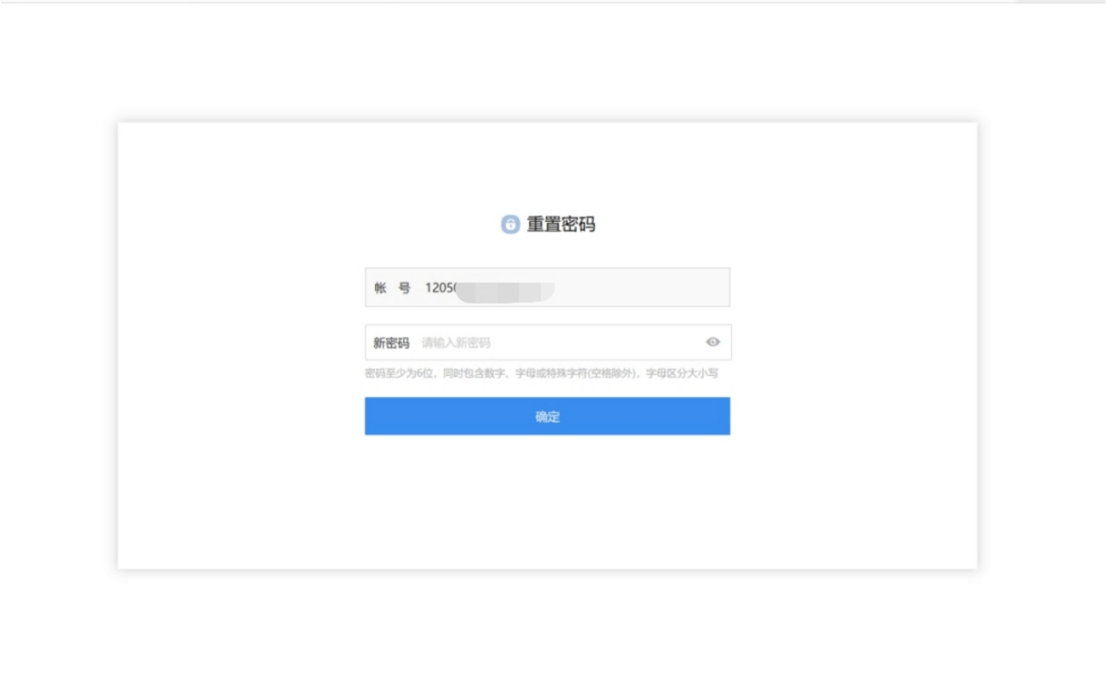 重置密码
帐 号 1205
新密码 请输入新密码
密码至少为6位，同时包含数字、字母或特殊字符(空格除外)，字母区分大小写
确定